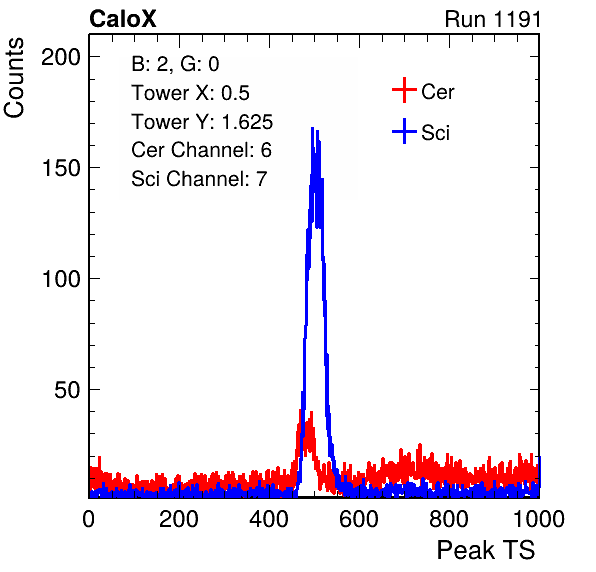 CaloX Run 1191
Counts
200
150
100
50
B: 2, G: 0
Tower X: 0.5
Tower Y: 1.625
Cer Channel: 6
Sci Channel: 7
Cer
Sci
0 200 400 600 800 1000
Peak TS